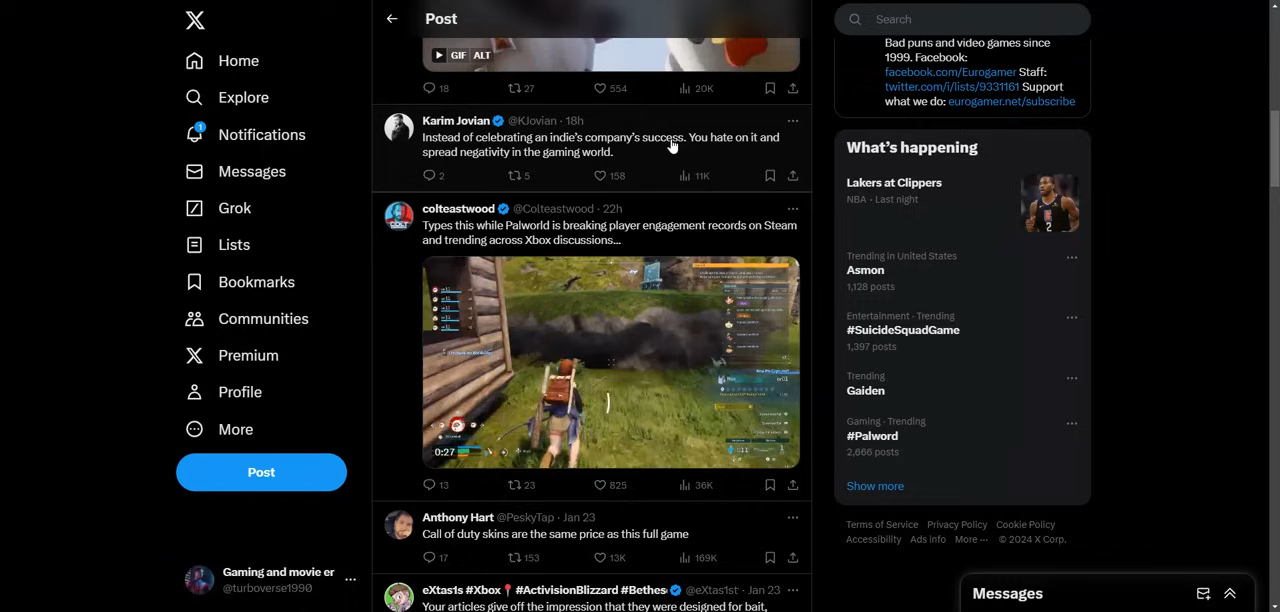 Home
Explore
1
Notifications
Messages
Grok
Lists
Bookmarks
Communities
Premium
Profile
More
Post
Gaming and movie er
@turboverse1990
Post
GIF ALT
18 27 554 20K
Karim Jovian @KJovian · 18h
Instead of celebrating an indie's company's success. You hate on it and
spread negativity in the gaming world.
2 5 158 11K
colteastwood @Colteastwood · 22h
Types this while Palworld is breaking player engagement records on Steam
and trending across Xbox discussions...
0:27
13 23 825 36K
Anthony Hart @PeskyTap · Jan 23
Call of duty skins are the same price as this full game
17 153 13K 169K
eXtas1s #Xbox #ActivisionBlizzard #Bethes @eXtas1st · Jan 23
Your articles give off the impression that they were designed for bait,
Search
Bad puns and video games since
1999. Facebook:
facebook.com/Eurogamer Staff:
twitter.com/i/lists/9331161 Support
what we do: eurogamer.net/subscribe
What's happening
Lakers at Clippers
NBA · Last night
Trending in United States
Asmon
1,128 posts
Entertainment · Trending
#SuicideSquadGame
1,397 posts
Trending
Gaiden
Gaming · Trending
#Palword
2,666 posts
Show more
Terms of Service Privacy Policy Cookie Policy
Accessibility Ads info More ··· © 2024 X Corp.
Messages